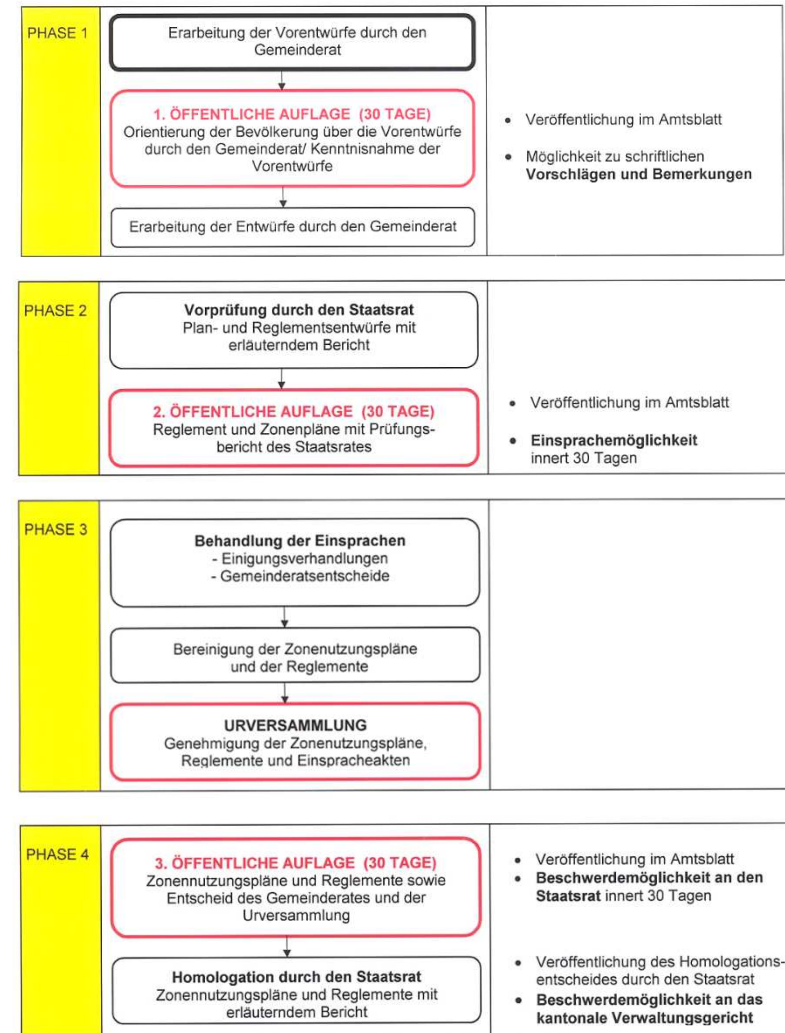 PHASE 1
Erarbeitung der Vorentwürfe durch den
Gemeinderat
1. ÖFFENTLICHE AUFLAGE (30 TAGE)
Orientierung der Bevölkerung über die Vorentwürfe
durch den Gemeinderat/ Kenntnisnahme der
Vorentwürfe
Erarbeitung der Entwürfe durch den Gemeinderat
• Veröffentlichung im Amtsblatt
• Möglichkeit zu schriftlichen
Vorschlägen und Bemerkungen
PHASE 2
Vorprüfung durch den Staatsrat
Plan- und Reglementsentwürfe mit
erläuterndem Bericht
2. ÖFFENTLICHE AUFLAGE (30 TAGE)
Reglement und Zonenpläne mit Prüfungs-
bericht des Staatsrates
• Veröffentlichung im Amtsblatt
• Einsprachemöglichkeit
innert 30 Tagen
PHASE 3
Behandlung der Einsprachen
- Einigungsverhandlungen
- Gemeinderatsentscheide
Bereinigung der Zonenutzungspläne
und der Reglemente
URVERSAMMLUNG
Genehmigung der Zonenutzungspläne,
Reglemente und Einspracheakten
PHASE 4
3. ÖFFENTLICHE AUFLAGE (30 TAGE)
Zonennutzungspläne und Reglemente sowie
Entscheid des Gemeinderates und der
Urversammlung
Homologation durch den Staatsrat
Zonennutzungspläne und Reglemente mit
erläuterndem Bericht
• Veröffentlichung im Amtsblatt
• Beschwerdemöglichkeit an den
Staatsrat innert 30 Tagen
• Veröffentlichung des Homologations-
entscheides durch den Staatsrat
• Beschwerdemöglichkeit an das
kantonale Verwaltungsgericht